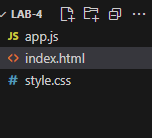 LAB-4
JS app.js
<> index.html
# style.css